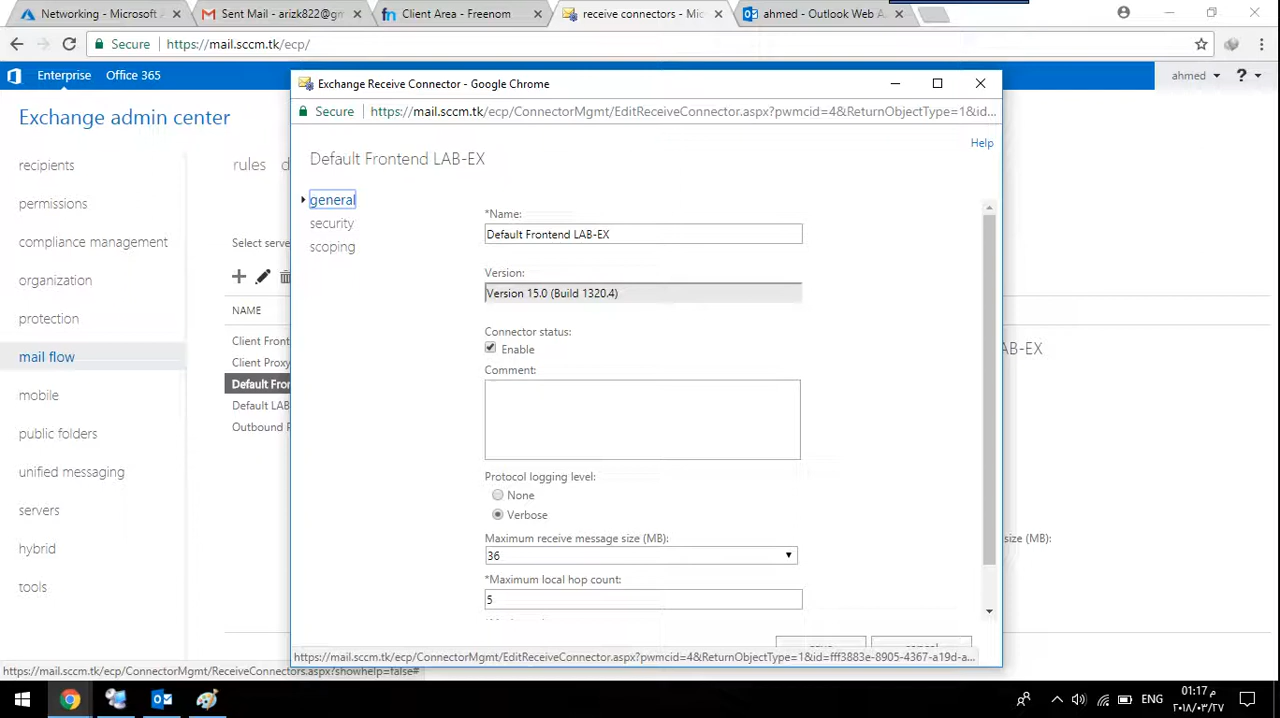 Networking - Microsoft
Sent Mail - arizk822@gm
Client Area - Freenom
receive connectors - Mic
ahmed - Outlook Web A
Secure
https://mail.sccm.tk/ecp/
Enterprise
Office 365
ahmed
?
Exchange admin center
recipients
permissions
compliance management
organization
protection
mail flow
mobile
public folders
unified messaging
servers
hybrid
tools
rules
Select serve
NAME
Client Front
Client Proxy
Default Fron
Default LAB
Outbound P
Exchange Receive Connector - Google Chrome
Secure
https://mail.sccm.tk/ecp/ConnectorMgmt/EditReceiveConnector.aspx?pwmcid=4&ReturnObjectType=1&id...
Help
Default Frontend LAB-EX
general
security
scoping
*Name:
Default Frontend LAB-EX
Version:
Version 15.0 (Build 1320.4)
Connector status:
Enable
Comment:
Protocol logging level:
None
Verbose
Maximum receive message size (MB):
36
*Maximum local hop count:
5
AB-EX
size (MB):
https://mail.sccm.tk/ecp/ConnectorMgmt/EditReceiveConnector.aspx?pwmcid=4&ReturnObjectType=1&id=fff3883e-8905-4367-a19d-a...
https://mail.sccm.tk/ecp/ConnectorMgmt/ReceiveConnectors.aspx?showhelp=false#
ENG
01:17 م
٢٠١٨/٠٣/٢٧